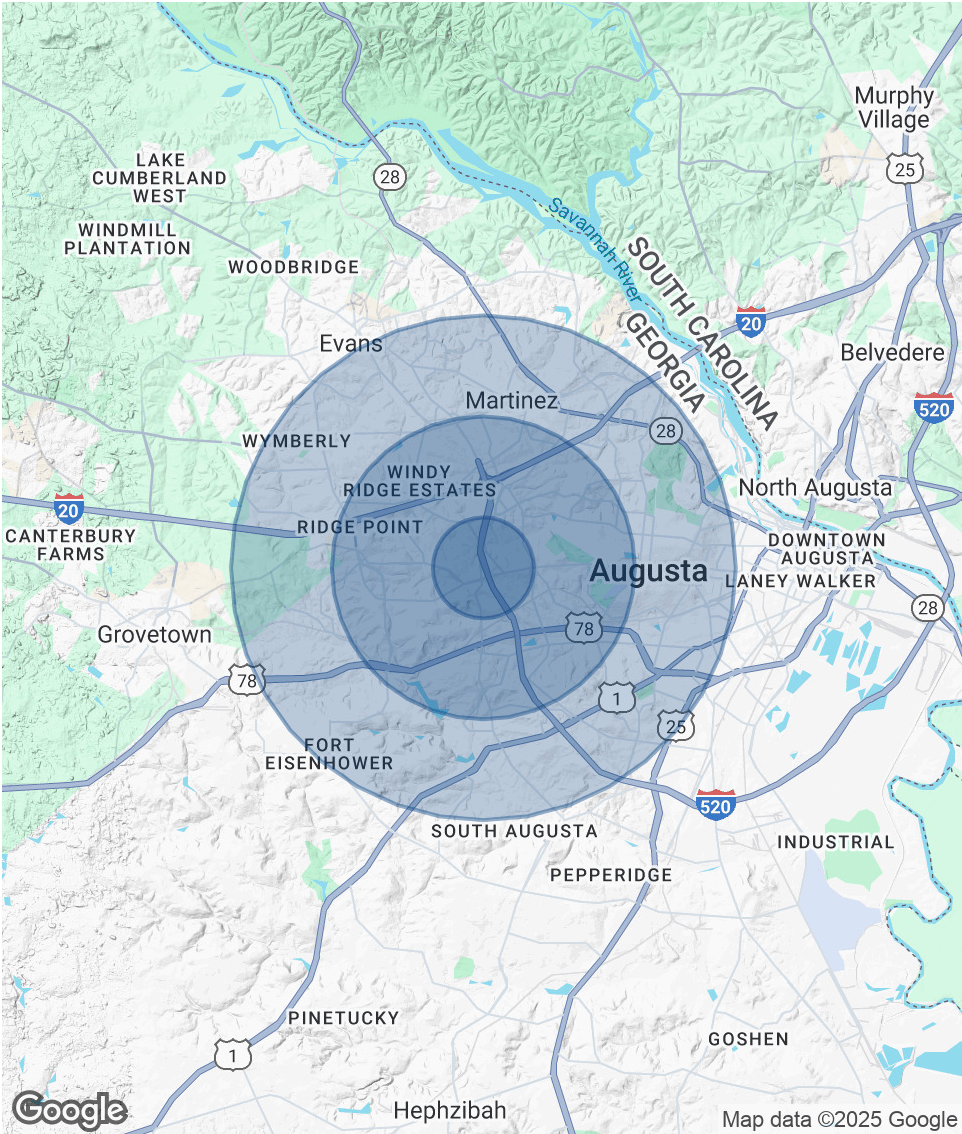 Murphy
Village
LAKE
CUMBERLAND
WEST
28
25
WINDMILL
PLANTATION
Savannah River
SOUTH CAROLINA
WOODBRIDGE
20
GEORGIA
Evans
Belvedere
Martinez
520
28
WYMBERLY
WINDY
RIDGE ESTATES
North Augusta
20
RIDGE POINT
CANTERBURY
FARMS
DOWNTOWN
AUGUSTA
Augusta
LANEY WALKER
28
78
Grovetown
78
1
25
FORT
EISENHOWER
520
SOUTH AUGUSTA
INDUSTRIAL
PEPPERIDGE
PINETUCKY
GOSHEN
1
Google
Hephzibah
Map data ©2025 Google